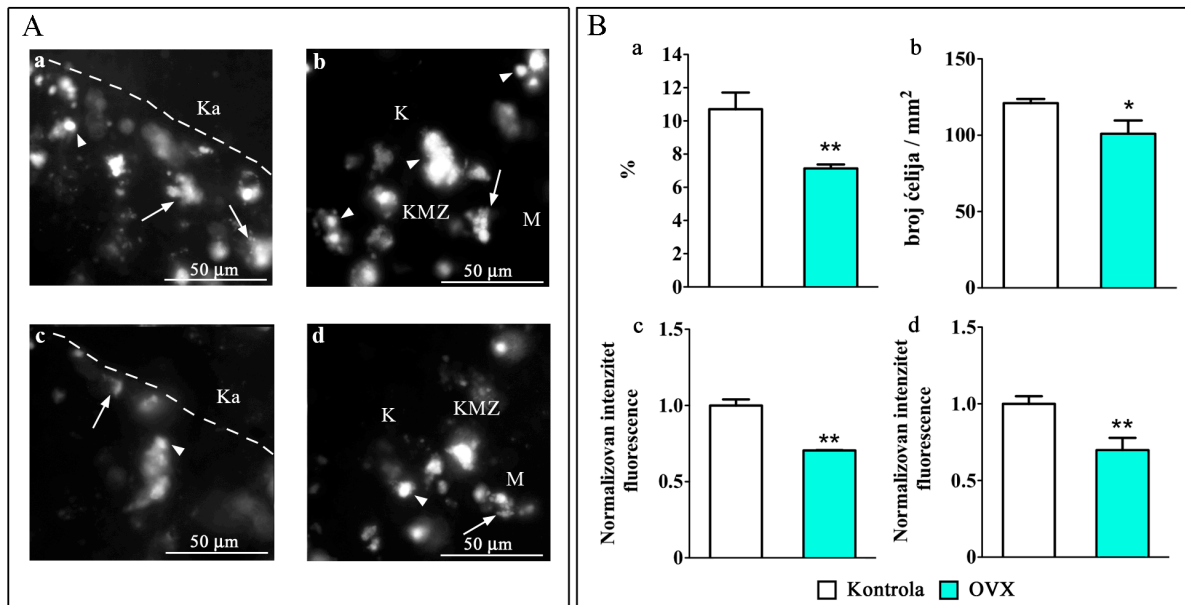 A
a
Ka
50 µm
b
K
KMZ
M
50 µm
c
Ka
50 µm
d
K
KMZ
M
50 µm
B
a
%
12
10
8
6
4
2
0
**
b
broj ćelija / mm²
150
100
50
0
*
c
Normalizovan intenzitet
fluorescence
1.5
1.0
0.5
0
**
d
Normalizovan intenzitet
fluorescence
1.5
1.0
0.5
0
**
Kontrola OVX